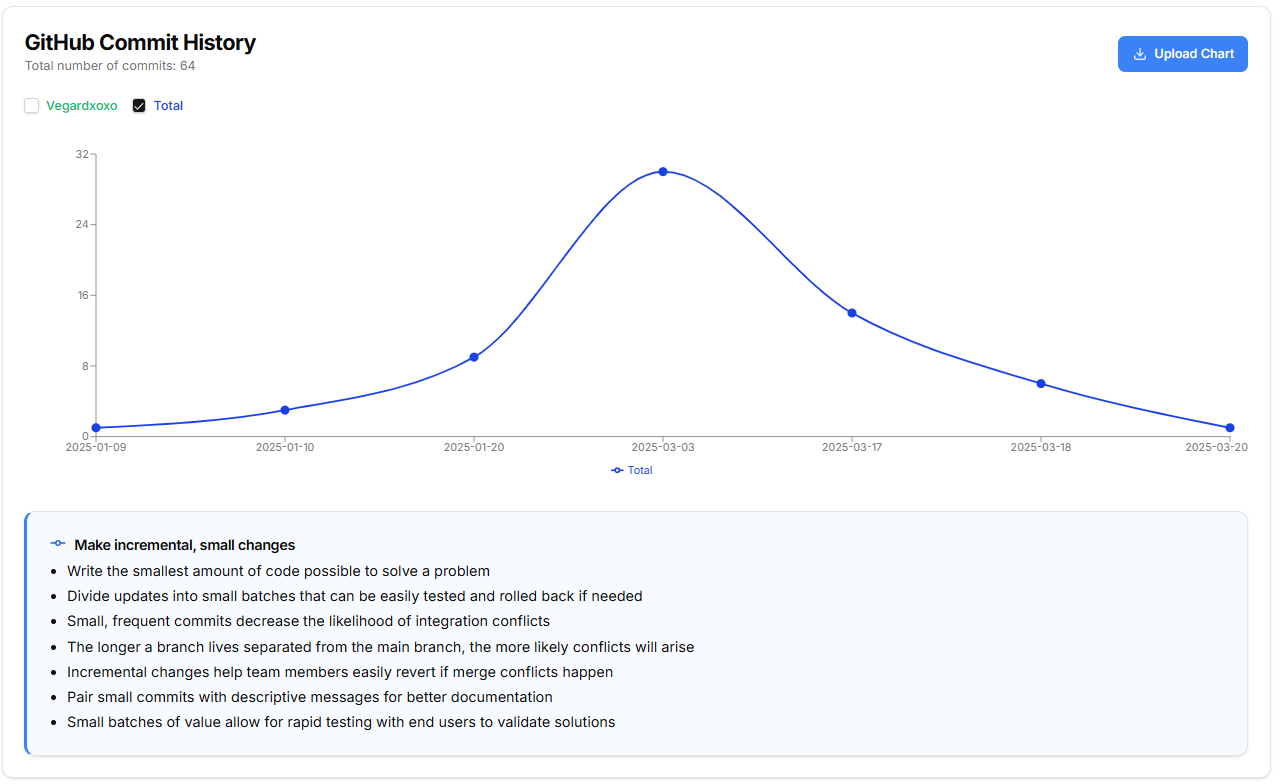 GitHub Commit History
Total number of commits: 64
Upload Chart
Vegardxoxo Total
32
24
16
8
0
2025-01-09 2025-01-10 2025-01-20 2025-03-03 2025-03-17 2025-03-18 2025-03-20
Total
Make incremental, small changes
• Write the smallest amount of code possible to solve a problem
• Divide updates into small batches that can be easily tested and rolled back if needed
• Small, frequent commits decrease the likelihood of integration conflicts
• The longer a branch lives separated from the main branch, the more likely conflicts will arise
• Incremental changes help team members easily revert if merge conflicts happen
• Pair small commits with descriptive messages for better documentation
• Small batches of value allow for rapid testing with end users to validate solutions